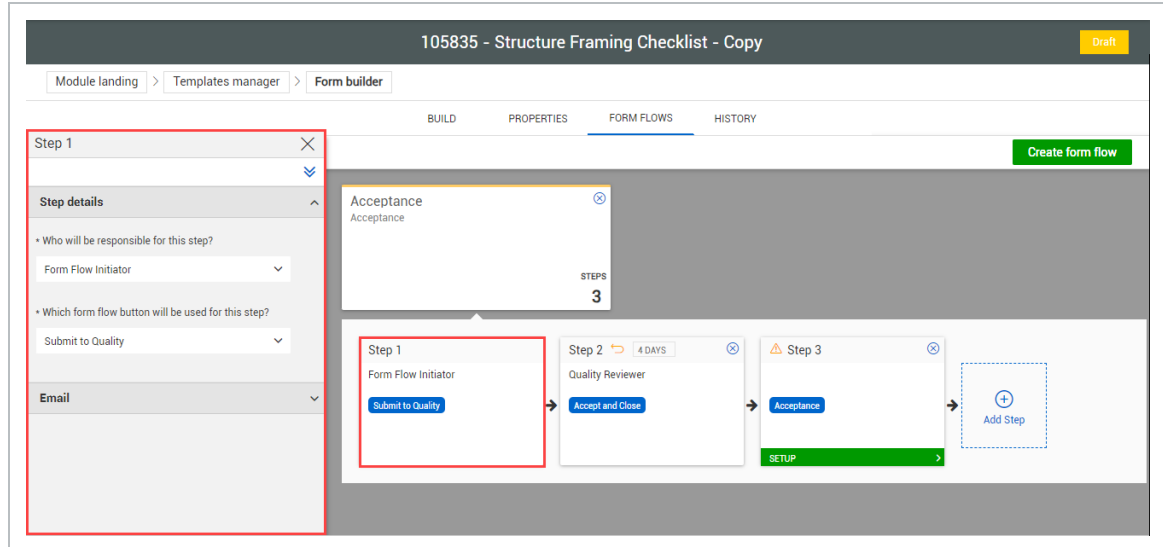 105835 - Structure Framing Checklist - Copy
Draft
Module landing > Templates manager > Form builder
BUILD PROPERTIES FORM FLOWS HISTORY
Step 1
Create form flow
Step details
* Who will be responsible for this step?
Form Flow Initiator
* Which form flow button will be used for this step?
Submit to Quality
Email
Acceptance
Acceptance
STEPS
3
Step 1
Form Flow Initiator
Submit to Quality
Step 2 4 DAYS
Quality Reviewer
Accept and Close
Step 3
Acceptance
SETUP
Add Step